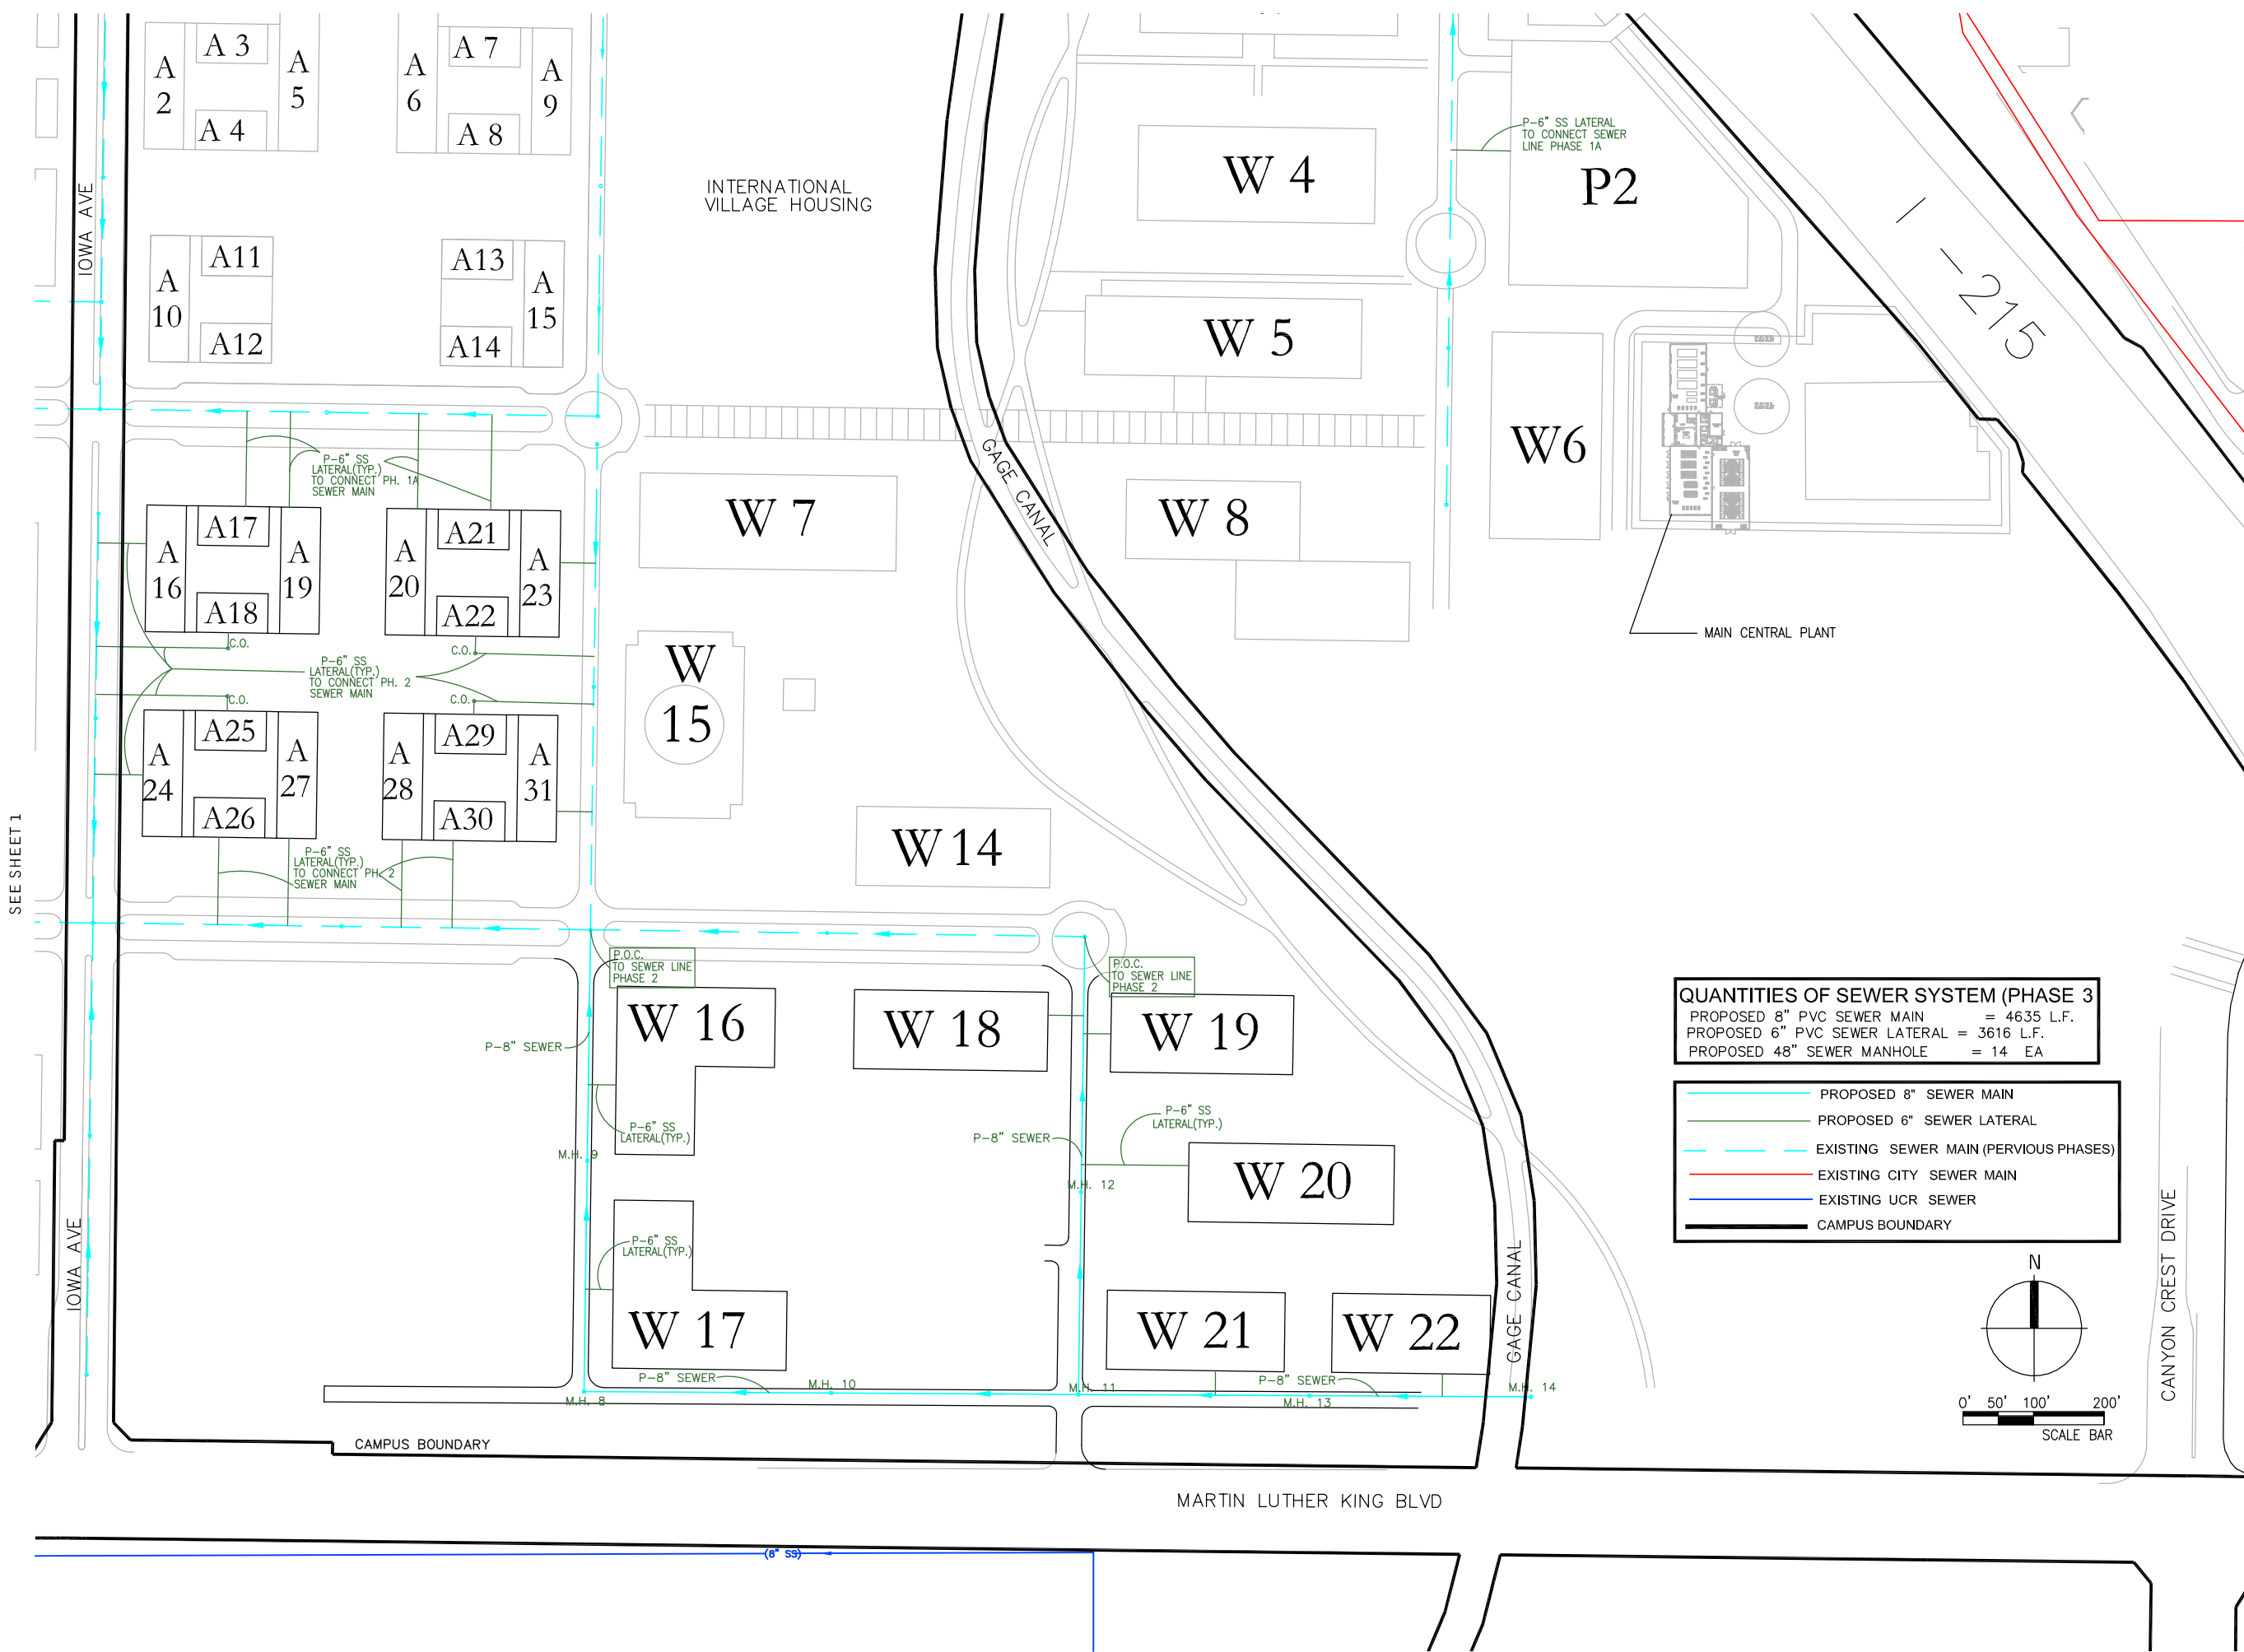 A 3
A 2
A 5
A 4
A 7
A 6
A 9
A 8
INTERNATIONAL
VILLAGE HOUSING
IOWA AVE
A11
A 10
A12
A13
A 15
A14
W 4
P-6" SS LATERAL
TO CONNECT SEWER
LINE PHASE 1A
P2
I-215
W 5
W6
MAIN CENTRAL PLANT
P-6" SS
LATERAL(TYP.)
TO CONNECT PH. 1A
SEWER MAIN
W 7
W 8
GAGE CANAL
A17
A 16
A 19
A18
A21
A 20
A 23
A22
C.O.
C.O.
P-6" SS
LATERAL(TYP.)
TO CONNECT PH. 2
SEWER MAIN
C.O.
C.O.
W
15
A25
A 24
A 27
A26
A29
A 28
A 31
A30
SEE SHEET 1
W 14
P-6" SS
LATERAL(TYP.)
TO CONNECT PH. 2
SEWER MAIN
P.O.C.
TO SEWER LINE
PHASE 2
P.O.C.
TO SEWER LINE
PHASE 2
W 16
W 18
W 19
P-8" SEWER
P-6" SS
LATERAL(TYP.)
M.H. 9
P-8" SEWER
P-6" SS
LATERAL(TYP.)
M.H. 12
W 20
P-6" SS
LATERAL(TYP.)
IOWA AVE
W 17
W 21
W 22
GAGE CANAL
P-8" SEWER
M.H. 8
M.H. 10
M.H. 11
P-8" SEWER
M.H. 13
M.H. 14
CAMPUS BOUNDARY
MARTIN LUTHER KING BLVD
(8" SS)
QUANTITIES OF SEWER SYSTEM (PHASE 3
PROPOSED 8" PVC SEWER MAIN = 4635 L.F.
PROPOSED 6" PVC SEWER LATERAL = 3616 L.F.
PROPOSED 48" SEWER MANHOLE = 14 EA
PROPOSED 8" SEWER MAIN
PROPOSED 6" SEWER LATERAL
EXISTING SEWER MAIN (PERVIOUS PHASES)
EXISTING CITY SEWER MAIN
EXISTING UCR SEWER
CAMPUS BOUNDARY
N
0' 50' 100' 200'
SCALE BAR
CANYON CREST DRIVE